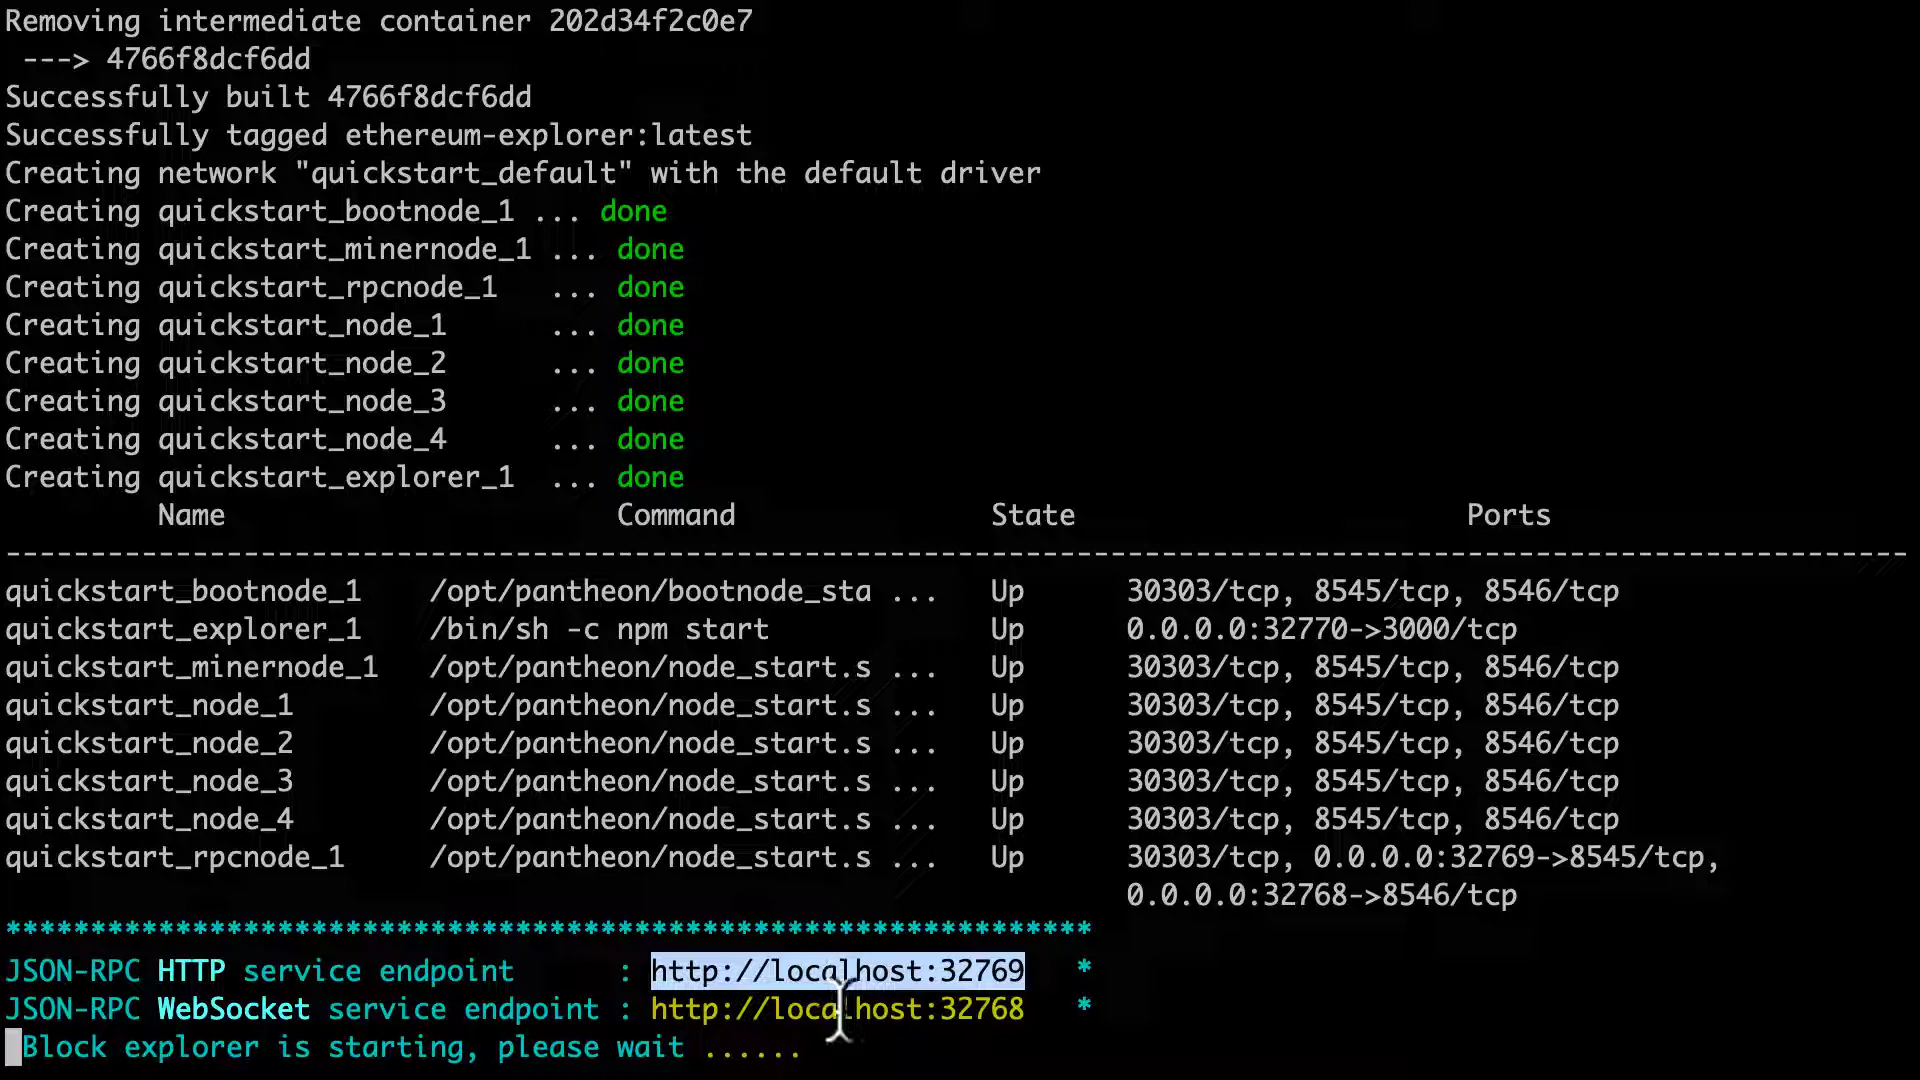 Removing intermediate container 202d34f2c0e7
 ---> 4766f8dcf6dd
Successfully built 4766f8dcf6dd
Successfully tagged ethereum-explorer:latest
Creating network "quickstart_default" with the default driver
Creating quickstart_bootnode_1 ... done
Creating quickstart_minernode_1 ... done
Creating quickstart_rpcnode_1   ... done
Creating quickstart_node_1      ... done
Creating quickstart_node_2      ... done
Creating quickstart_node_3      ... done
Creating quickstart_node_4      ... done
Creating quickstart_explorer_1  ... done
         Name                       Command               State                       Ports
----------------------------------------------------------------------------------------------------------------
quickstart_bootnode_1    /opt/pantheon/bootnode_sta ...   Up      30303/tcp, 8545/tcp, 8546/tcp
quickstart_explorer_1    /bin/sh -c npm start             Up      0.0.0.0:32770->3000/tcp
quickstart_minernode_1   /opt/pantheon/node_start.s ...   Up      30303/tcp, 8545/tcp, 8546/tcp
quickstart_node_1        /opt/pantheon/node_start.s ...   Up      30303/tcp, 8545/tcp, 8546/tcp
quickstart_node_2        /opt/pantheon/node_start.s ...   Up      30303/tcp, 8545/tcp, 8546/tcp
quickstart_node_3        /opt/pantheon/node_start.s ...   Up      30303/tcp, 8545/tcp, 8546/tcp
quickstart_node_4        /opt/pantheon/node_start.s ...   Up      30303/tcp, 8545/tcp, 8546/tcp
quickstart_rpcnode_1     /opt/pantheon/node_start.s ...   Up      30303/tcp, 0.0.0.0:32769->8545/tcp,
                                                                  0.0.0.0:32768->8546/tcp
****************************************************************
JSON-RPC HTTP service endpoint      : http://localhost:32769   *
JSON-RPC WebSocket service endpoint : http://localhost:32768   *
Block explorer is starting, please wait ......